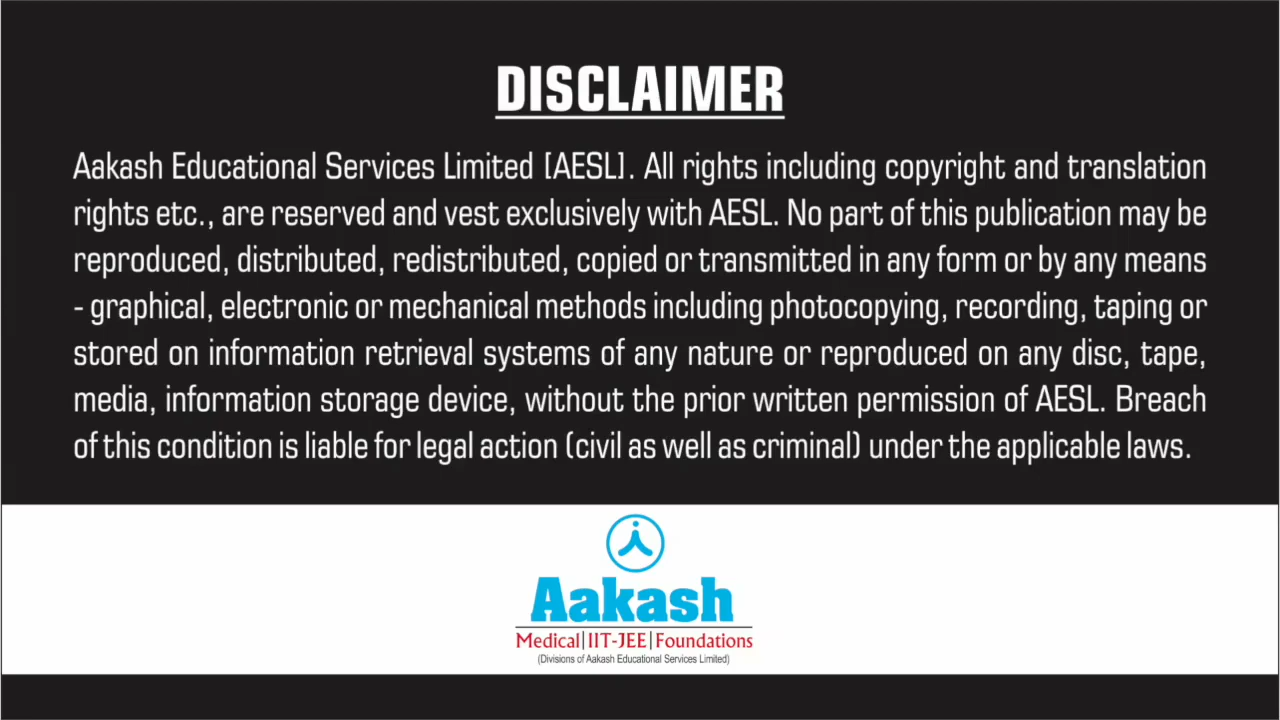 DISCLAIMER
Aakash Educational Services Limited [AESL]. All rights including copyright and translation
rights etc., are reserved and vest exclusively with AESL. No part of this publication may be
reproduced, distributed, redistributed, copied or transmitted in any form or by any means
- graphical, electronic or mechanical methods including photocopying, recording, taping or
stored on information retrieval systems of any nature or reproduced on any disc, tape,
media, information storage device, without the prior written permission of AESL. Breach
of this condition is liable for legal action (civil as well as criminal) under the applicable laws.
Aakash
Medical|IIT-JEE|Foundations
(Divisions of Aakash Educational Services Limited)